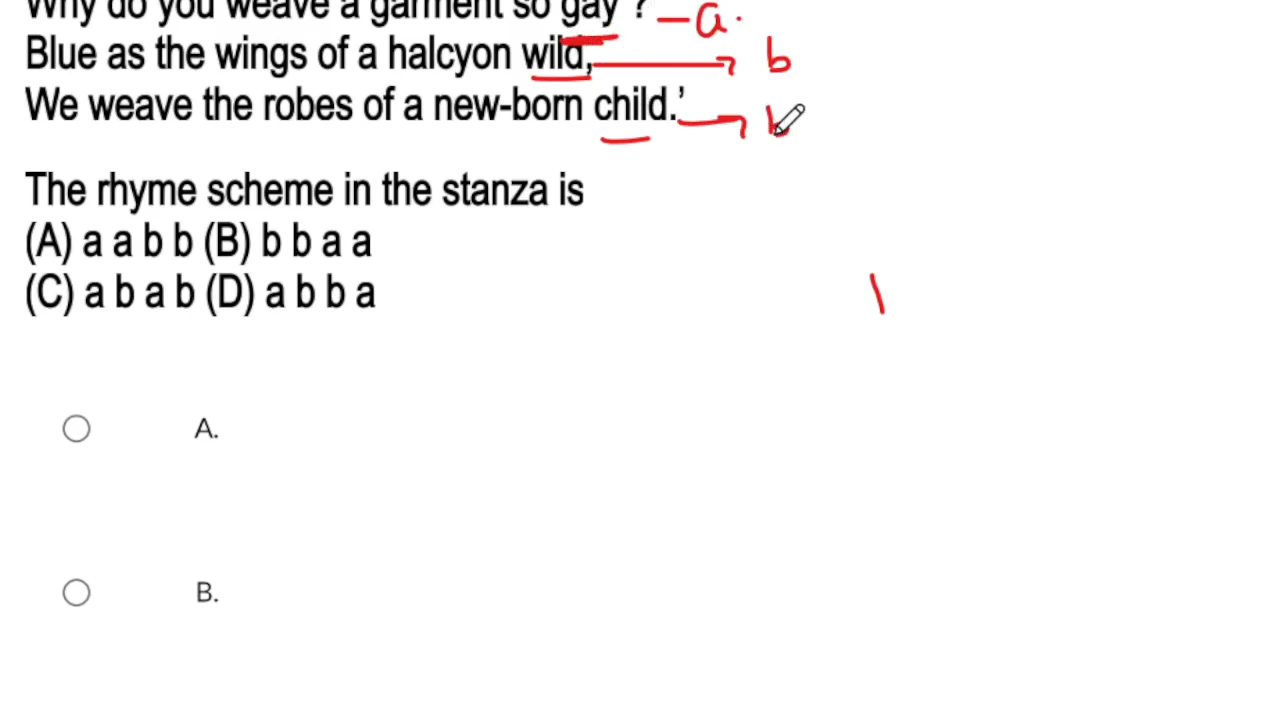 Why do you weave a garment so gay ? – a.
Blue as the wings of a halcyon wild, b
We weave the robes of a new-born child.’ b
The rhyme scheme in the stanza is
(A) a a b b (B) b b a a
(C) a b a b (D) a b b a
A.
B.